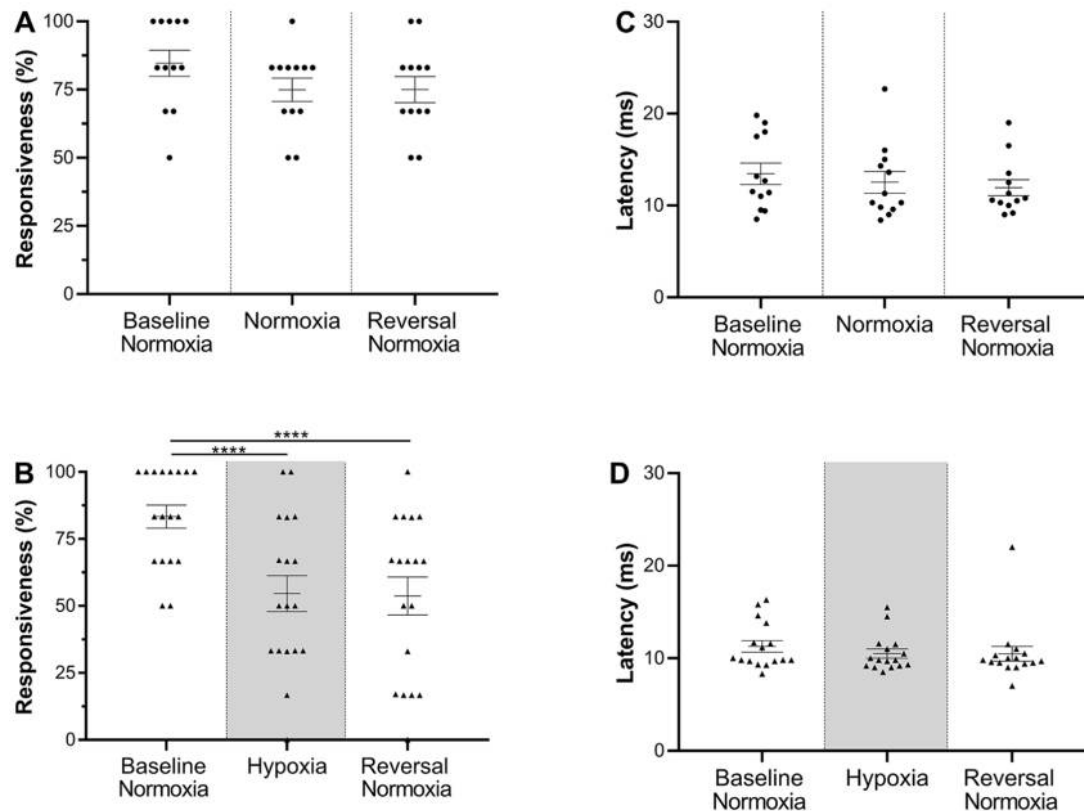 A
Responsiveness (%)
100
75
50
25
0
Baseline
Normoxia
Normoxia
Reversal
Normoxia
C
Latency (ms)
30
20
10
0
Baseline
Normoxia
Normoxia
Reversal
Normoxia
B
Responsiveness (%)
****
****
100
75
50
25
0
Baseline
Normoxia
Hypoxia
Reversal
Normoxia
D
Latency (ms)
30
20
10
0
Baseline
Normoxia
Hypoxia
Reversal
Normoxia